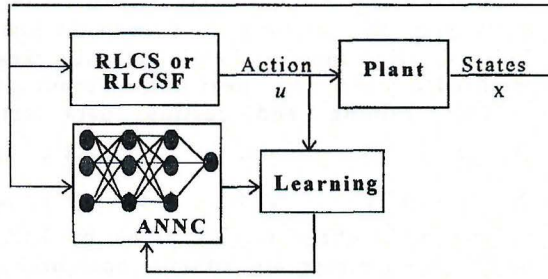 RLCS or
RLCSF
Action
u
Plant
States
x
ANNC
Learning